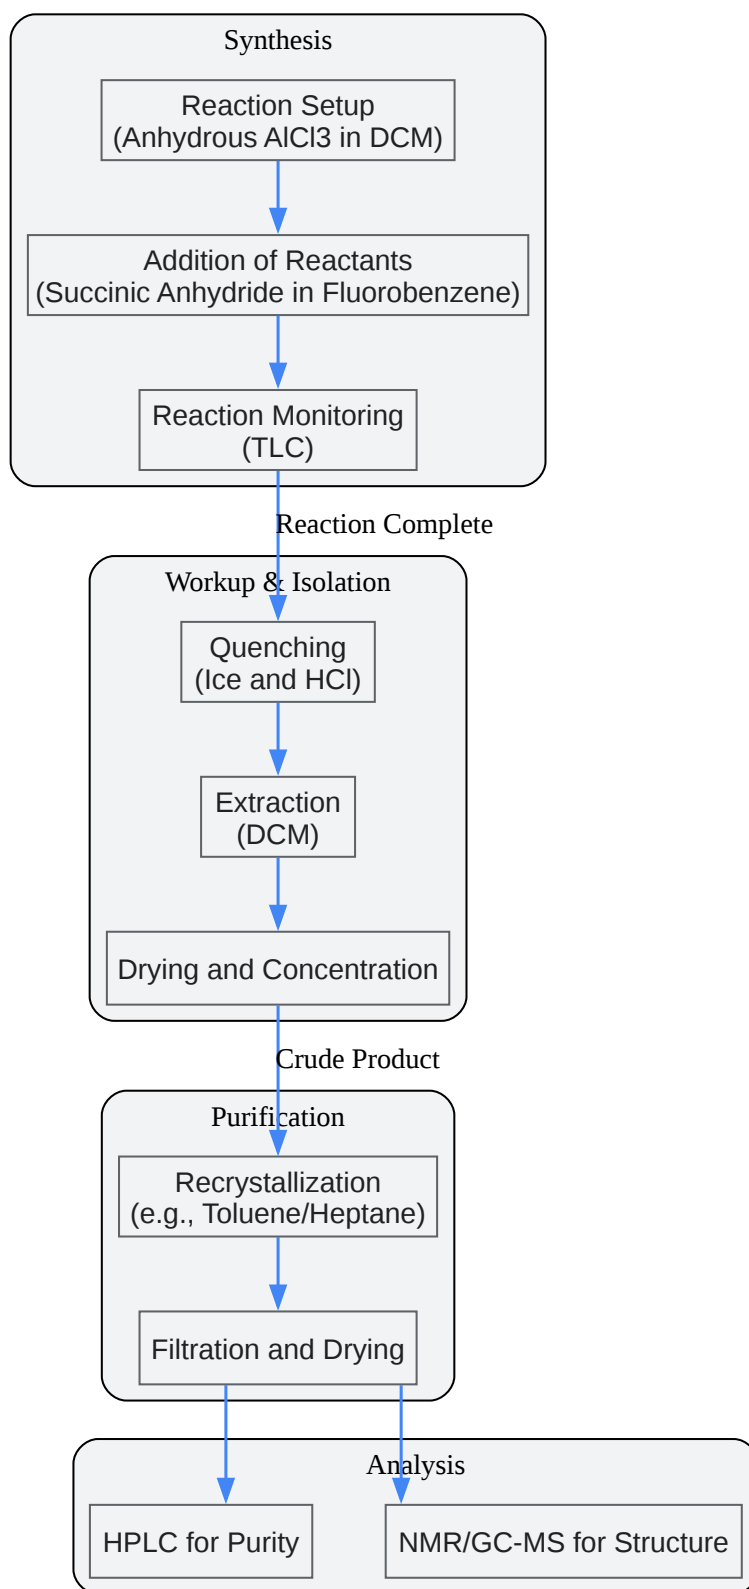 Synthesis
Reaction Setup
(Anhydrous AlCl3 in DCM)
Addition of Reactants
(Succinic Anhydride in Fluorobenzene)
Reaction Monitoring
(TLC)
Reaction Complete
Workup & Isolation
Quenching
(Ice and HCl)
Extraction
(DCM)
Drying and Concentration
Crude Product
Purification
Recrystallization
(e.g., Toluene/Heptane)
Filtration and Drying
Analysis
HPLC for Purity
NMR/GC-MS for Structure